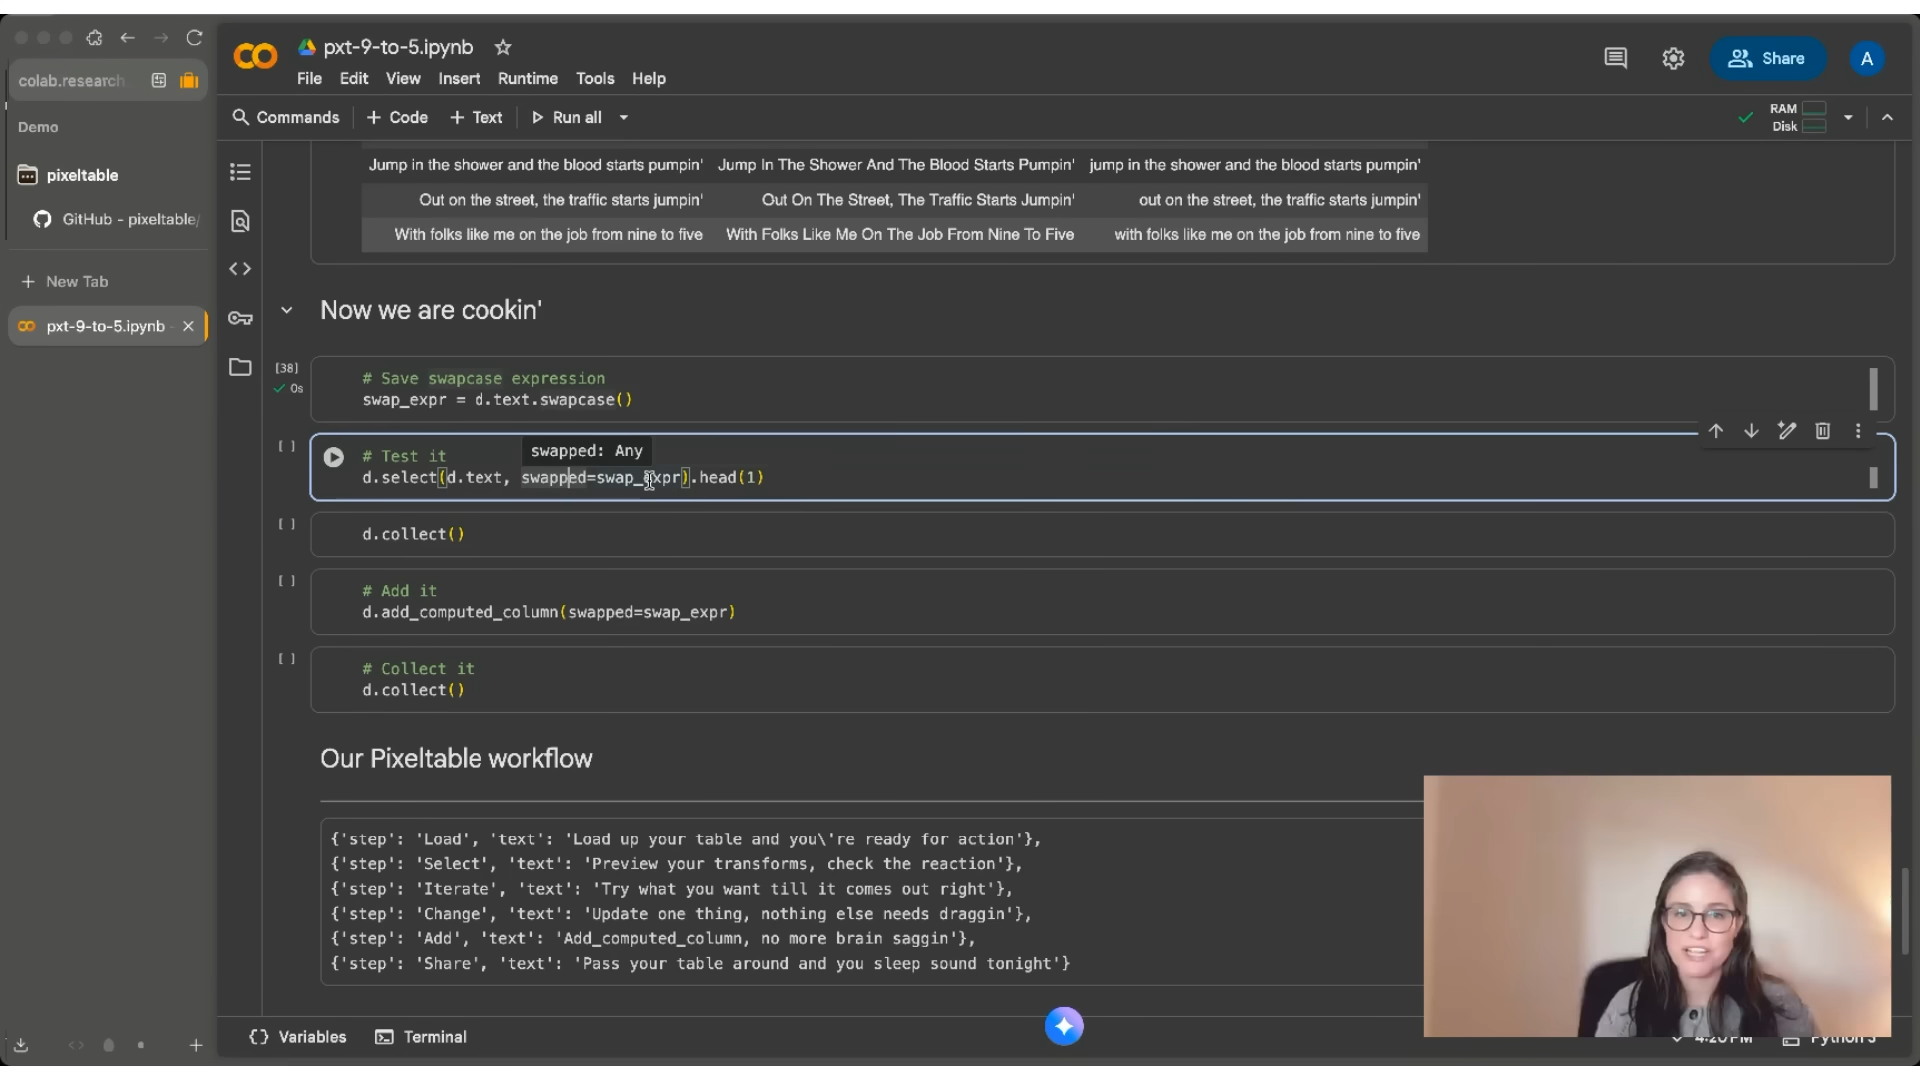 colab.research
Demo
pixeltable
GitHub - pixeltable/
New Tab
pxt-9-to-5.ipynb
pxt-9-to-5.ipynb
File Edit View Insert Runtime Tools Help
Share
A
Commands + Code + Text Run all
RAM
Disk
Jump in the shower and the blood starts pumpin' Jump In The Shower And The Blood Starts Pumpin' jump in the shower and the blood starts pumpin'
Out on the street, the traffic starts jumpin' Out On The Street, The Traffic Starts Jumpin' out on the street, the traffic starts jumpin'
With folks like me on the job from nine to five With Folks Like Me On The Job From Nine To Five with folks like me on the job from nine to five
Now we are cookin'
[38]
0s
# Save swapcase expression
swap_expr = d.text.swapcase()
[ ]
swapped: Any
# Test it
d.select(d.text, swapped=swap_expr).head(1)
[ ]
d.collect()
[ ]
# Add it
d.add_computed_column(swapped=swap_expr)
[ ]
# Collect it
d.collect()
Our Pixeltable workflow
{'step': 'Load', 'text': 'Load up your table and you\'re ready for action'},
{'step': 'Select', 'text': 'Preview your transforms, check the reaction'},
{'step': 'Iterate', 'text': 'Try what you want till it comes out right'},
{'step': 'Change', 'text': 'Update one thing, nothing else needs draggin'},
{'step': 'Add', 'text': 'Add_computed_column, no more brain saggin'},
{'step': 'Share', 'text': 'Pass your table around and you sleep sound tonight'}
Variables Terminal
4:20 PM Python 3